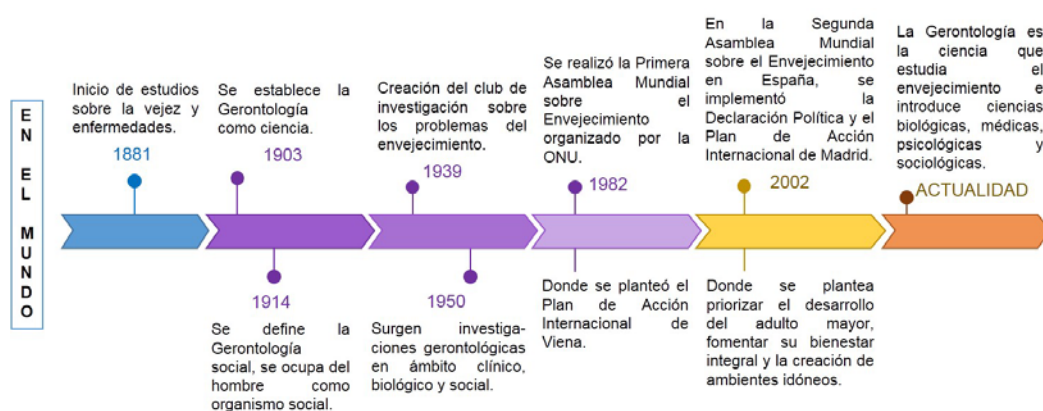 EN EL MUNDO
Inicio de estudios
sobre la vejez y
enfermedades.
1881
Se establece la
Gerontología
como ciencia.
1903
1914
Se define la
Gerontología
social, se ocupa del
hombre como
organismo social.
Creación del club de
investigación sobre
los problemas del
envejecimiento.
1939
1950
Surgen investiga-
ciones gerontológicas
en ámbito clínico,
biológico y social.
Se realizó la Primera
Asamblea Mundial
sobre el
Envejecimiento
organizado por la
ONU.
1982
Donde se planteó el
Plan de Acción
Internacional de
Viena.
En la Segunda
Asamblea Mundial
sobre el Envejecimiento
en España, se
implementó la
Declaración Política y el
Plan de Acción
Internacional de Madrid.
2002
Donde se plantea
priorizar el desarrollo
del adulto mayor,
fomentar su bienestar
integral y la creación de
ambientes idóneos.
La Gerontología es
la ciencia que
estudia el
envejecimiento e
introduce ciencias
biológicas, médicas,
psicológicas y
sociológicas.
ACTUALIDAD